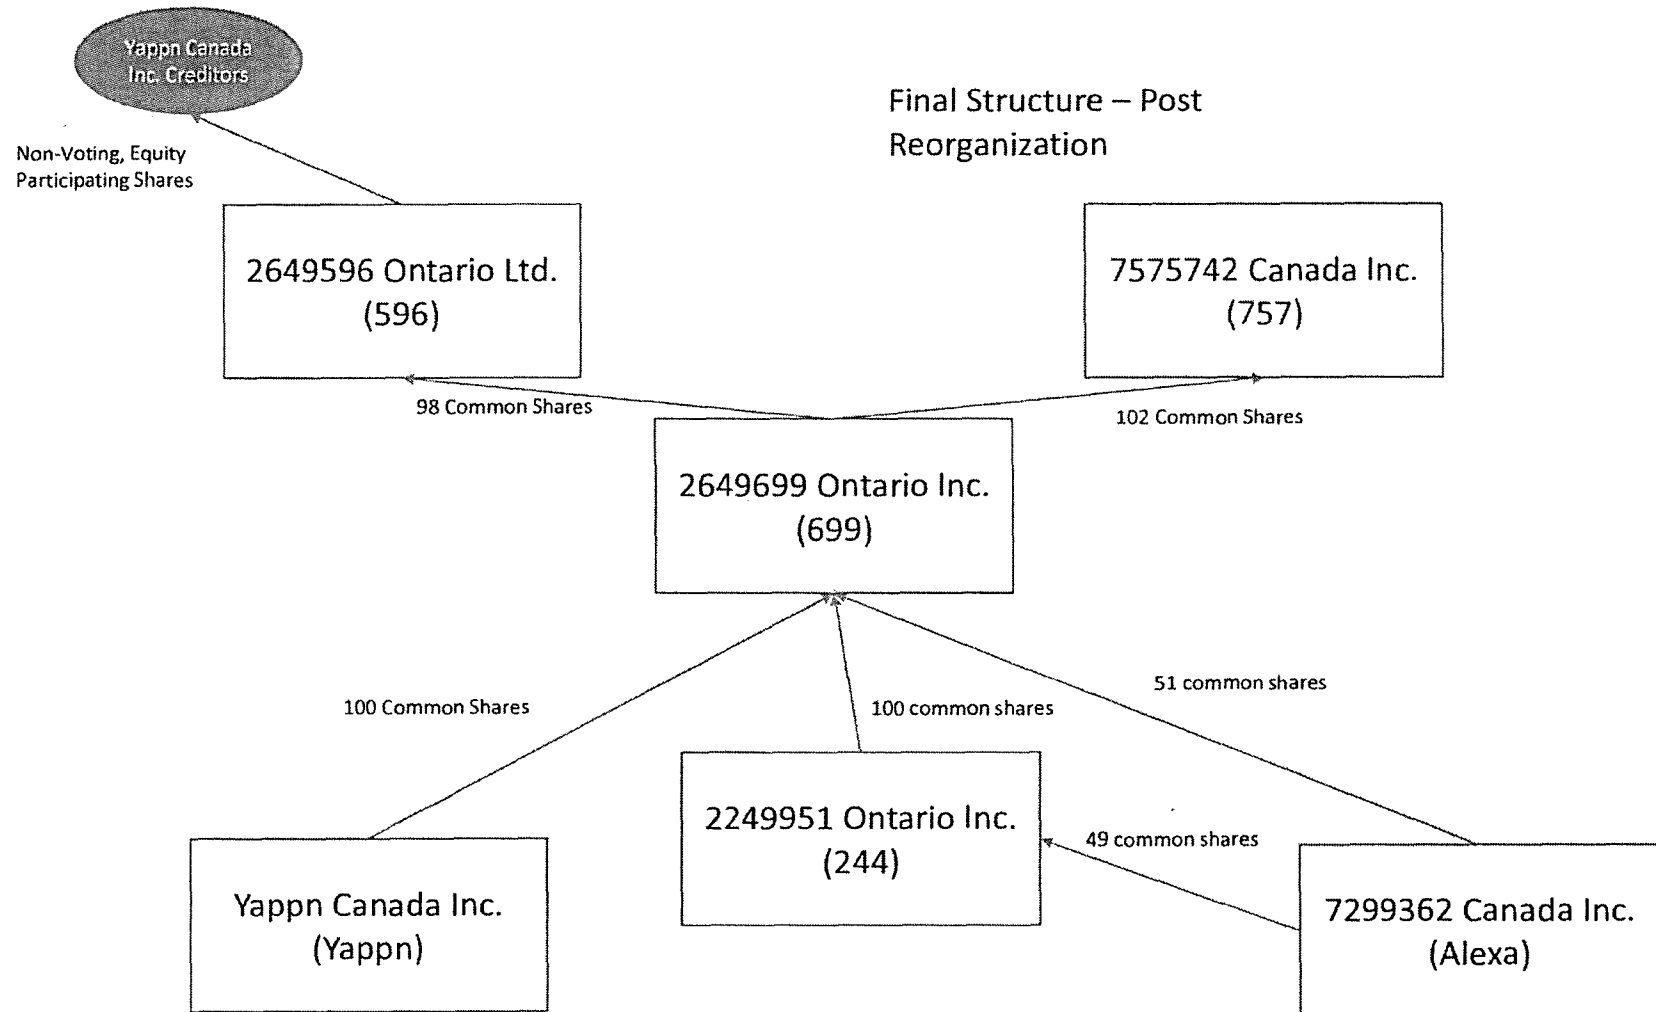 Yappn Canada
Inc. Creditors
Final Structure – Post
Reorganization
Non-Voting, Equity
Participating Shares
2649596 Ontario Ltd.
(596)
7575742 Canada Inc.
(757)
98 Common Shares
102 Common Shares
2649699 Ontario Inc.
(699)
100 Common Shares
100 common shares
51 common shares
2249951 Ontario Inc.
(244)
49 common shares
Yappn Canada Inc.
(Yappn)
7299362 Canada Inc.
(Alexa)